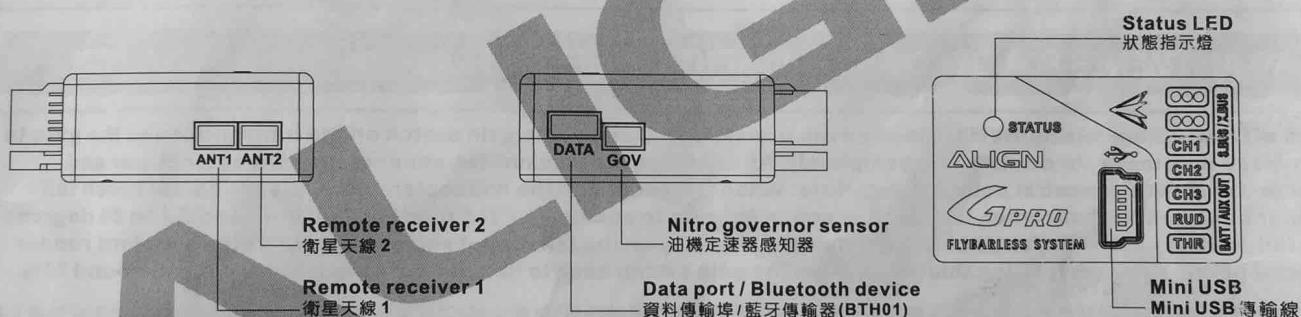 Status LED
狀態指示燈
ANT1 ANT2
DATA
GOV
STATUS
ALIGN
GPRO
FLYBARLESS SYSTEM
CH1
CH2
CH3
RUD
THR
S.BUS / X.BUS
BATT / AUX OUT
Remote receiver 2
衛星天線 2
Remote receiver 1
衛星天線 1
Nitro governor sensor
油機定速器感知器
Data port / Bluetooth device
資料傳輸埠/藍牙傳輸器(BTH01)
Mini USB
Mini USB 傳輸線
ALIGN